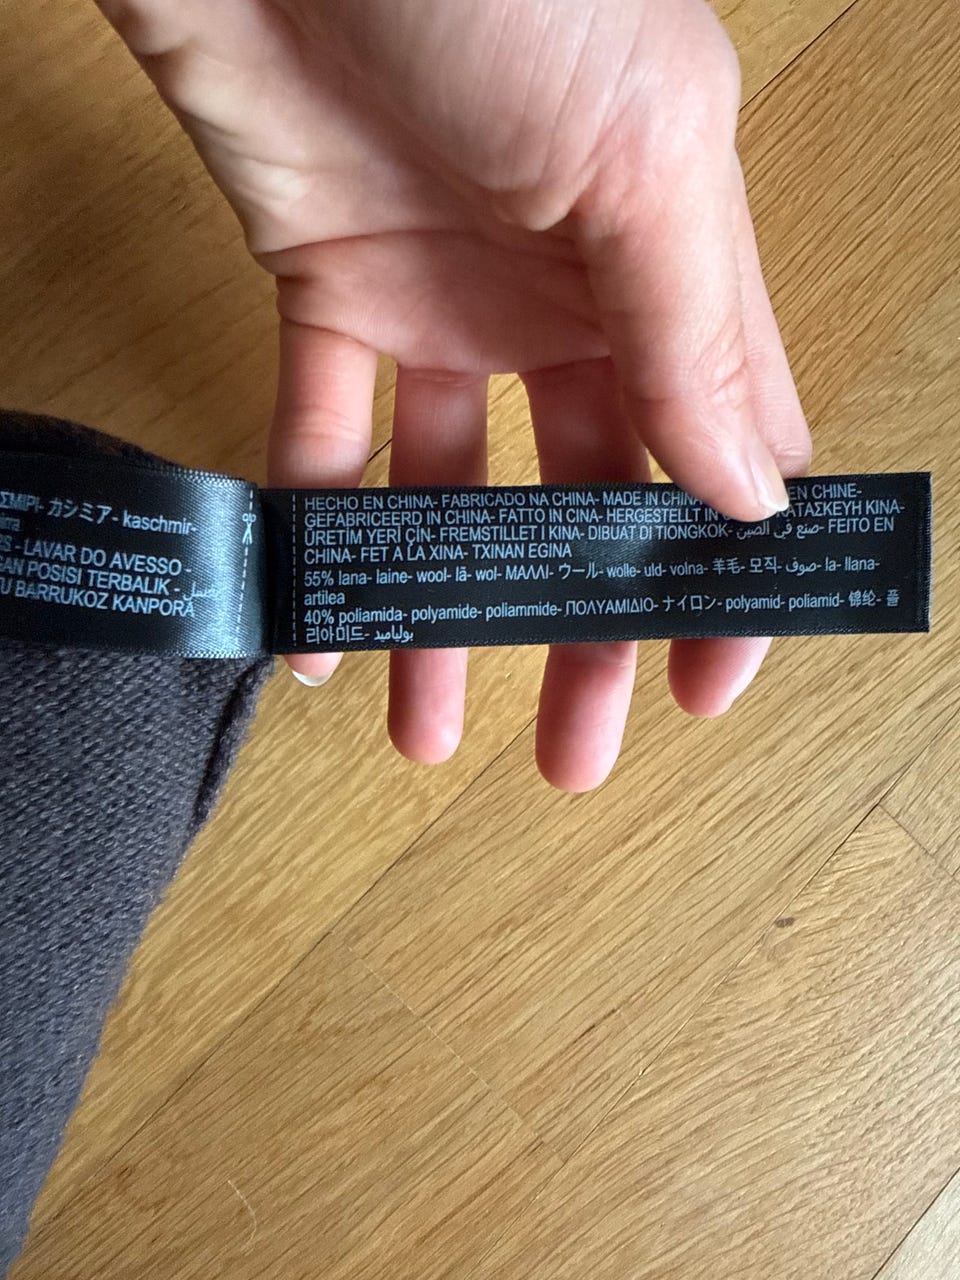 ΣΜΙΡΙ- カシミア- kaschmir-
- LAVAR DO AVESSO -
POSISI TERBALIK -
BARRUKOZ KANPORA
HECHO EN CHINA- FABRICADO NA CHINA- MADE IN CHINA EN CHINE-
GEFABRICEERD IN CHINA- FATTO IN CINA- HERGESTELLT IN ΚΑΤΑΣΚΕΥΗ ΚΙΝΑ-
ÜRETİM YERİ ÇİN- FREMSTILLET I KINA- DIBUAT DI TIONGKOK- صنع في الصين- FEITO EN
CHINA- FET A LA XINA- TXINAN EGINA
55% lana- laine- wool- lã- wol- ΜΑΛΛΙ- ウール- wolle- uld- volna- 羊毛- 모직- صوف- la- llana-
artilea
40% poliamida- polyamide- poliammide- ΠΟΛΥΑΜΙΔΙΟ- ナイロン- polyamid- poliamid- 锦纶- 폴
리아미드- بولياميد